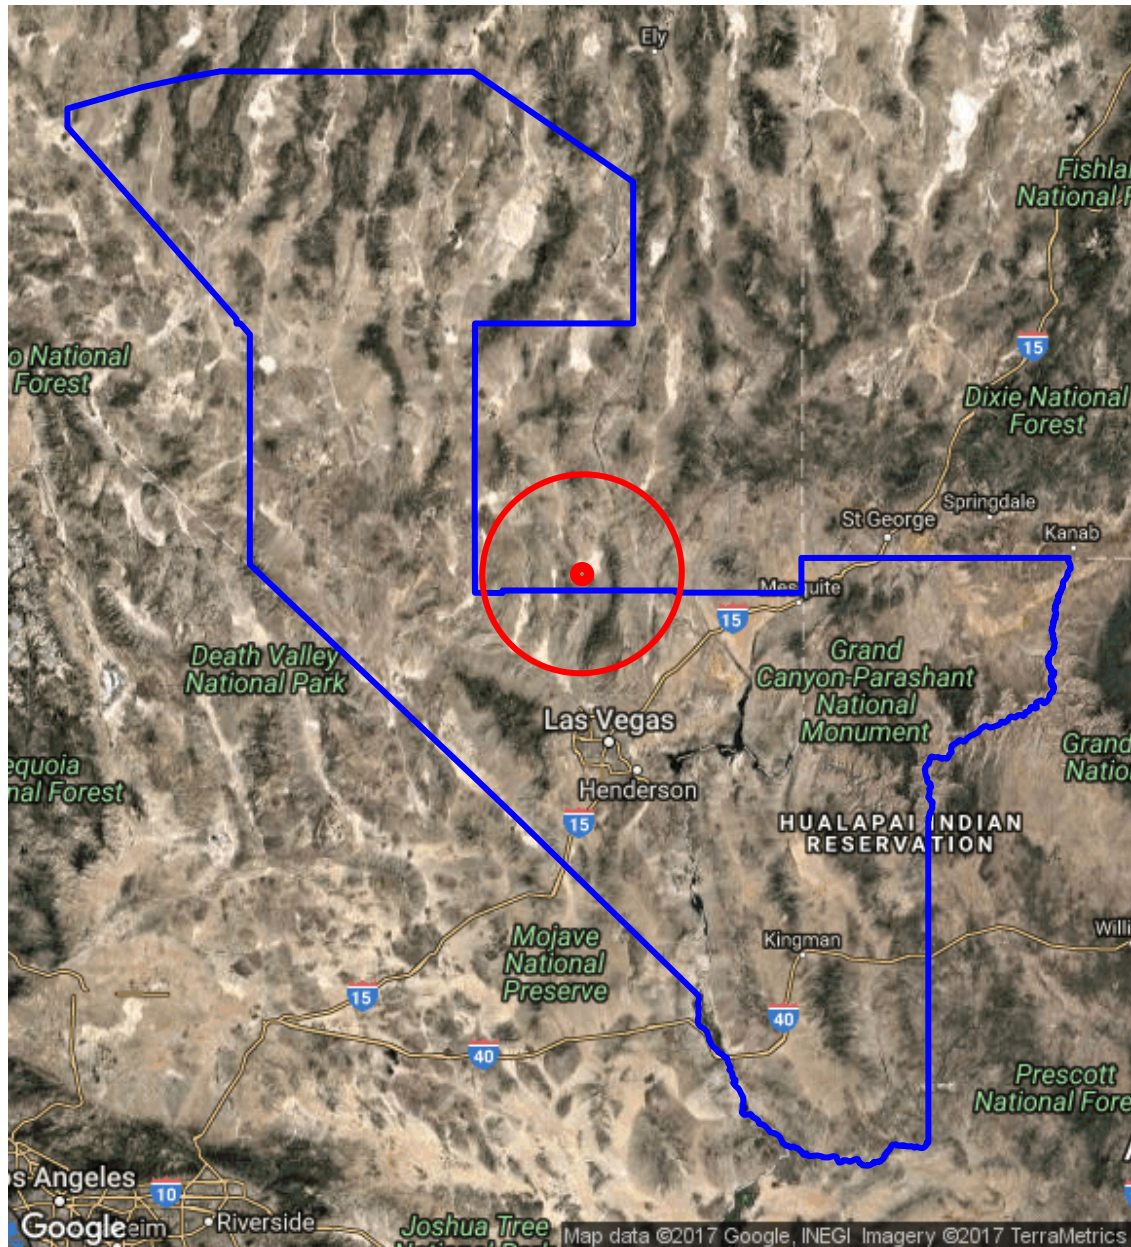 Ely
Fishla
National F
15
o National
Forest
Dixie National
Forest
Springdale
St George
Kanab
Mesquite
15
Death Valley
National Park
Grand
Canyon-Parashant
National
Monument
Las Vegas
Grand
Natio
equoia
nal Forest
Henderson
15
HUALAPAI INDIAN
RESERVATION
Mojave
National
Preserve
Kingman
Willi
15
40
40
Prescott
National Fore
os Angeles
10
Google
heim
Riverside
Joshua Tree
Map data ©2017 Google, INEGI Imagery ©2017 TerraMetrics